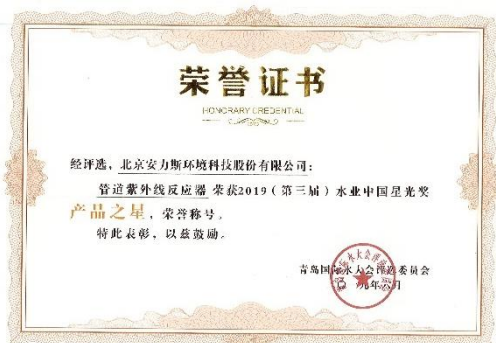 荣誉证书
HONORARY CREDENTIAL
经评选，北京安力斯环境科技股份有限公司：
管道紫外线反应器 荣获2019（第三届）水业中国星光奖
产品之星，荣誉称号。
特此表彰，以兹鼓励。
青岛国际水大会评选委员会
九年六月